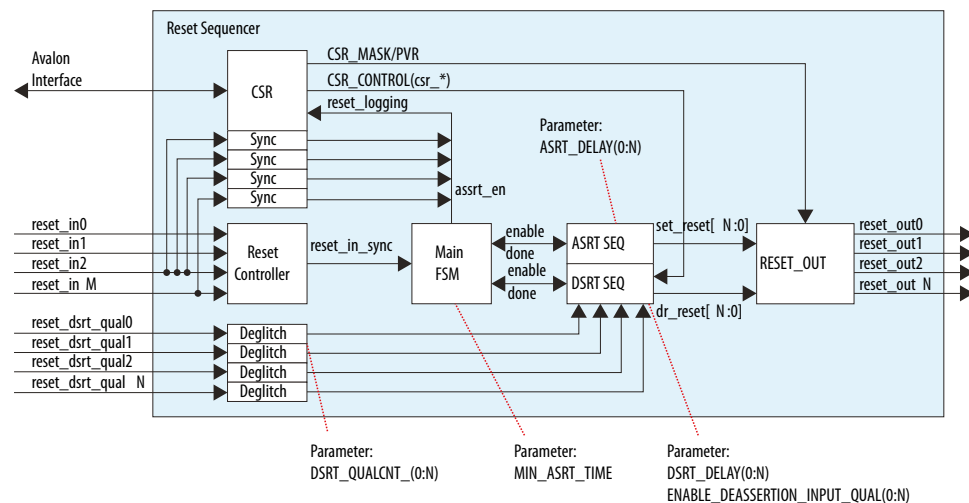 Reset Sequencer
Avalon
Interface
CSR
CSR_MASK/PVR
CSR_CONTROL(csr_*)
reset_logging
Sync
Sync
Sync
Sync
Parameter:
ASRT_DELAY(0:N)
assrt_en
reset_in0
reset_in1
reset_in2
reset_in M
Reset
Controller
reset_in_sync
Main
FSM
enable
done
enable
done
ASRT SEQ
DSRT SEQ
set_reset[ N:0]
dr_reset[ N:0]
RESET_OUT
reset_out0
reset_out1
reset_out2
reset_out N
reset_dsrt_qual0
reset_dsrt_qual1
reset_dsrt_qual2
reset_dsrt_qual N
Deglitch
Deglitch
Deglitch
Deglitch
Parameter:
DSRT_QUALCNT_(0:N)
Parameter:
MIN_ASRT_TIME
Parameter:
DSRT_DELAY(0:N)
ENABLE_DEASSERTION_INPUT_QUAL(0:N)